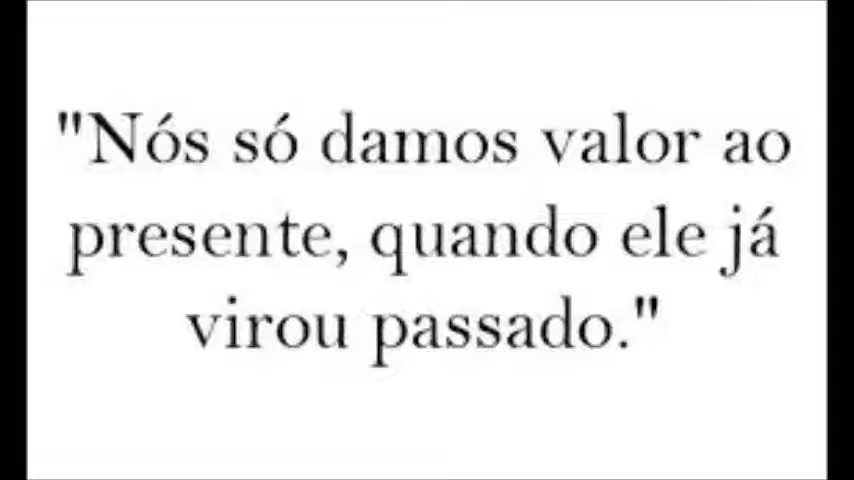 "Nós só damos valor ao
presente, quando ele já
virou passado."